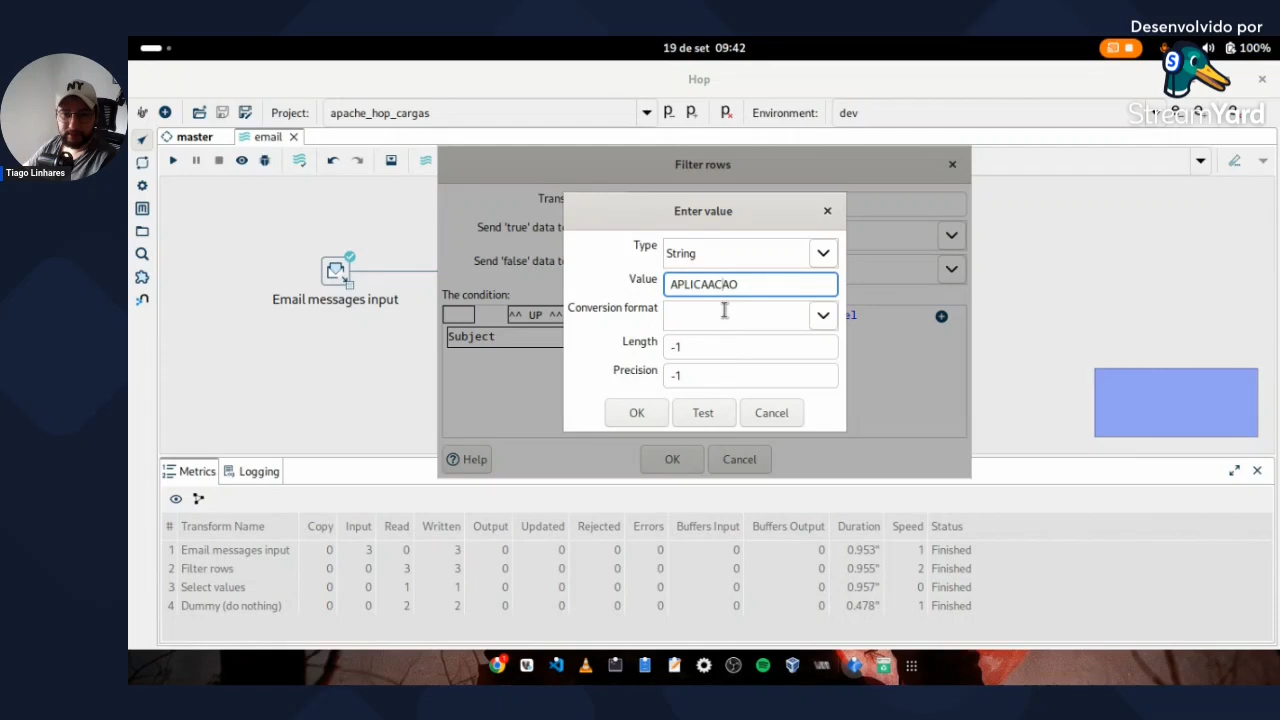 Desenvolvido por
StreamYard
19 de set 09:42
100%
Hop
Tiago Linhares
Project:
apache_hop_cargas
Environment:
dev
master
email
Filter rows
Send 'true' data t
Send 'false' data t
The condition:
^^ UP ^^
Subject
Enter value
Type
String
Value
APLICAACAO
Conversion format
Length
-1
Precision
-1
OK Test Cancel
Help OK Cancel
Email messages input
Metrics Logging
# Transform Name Copy Input Read Written Output Updated Rejected Errors Buffers Input Buffers Output Duration Speed Status
1 Email messages input 0 3 0 3 0 0 0 0 0 0 0.953" 1 Finished
2 Filter rows 0 0 3 3 0 0 0 0 0 0 0.955" 2 Finished
3 Select values 0 0 1 1 0 0 0 0 0 0 0.957" 0 Finished
4 Dummy (do nothing) 0 0 2 2 0 0 0 0 0 0 0.478" 1 Finished